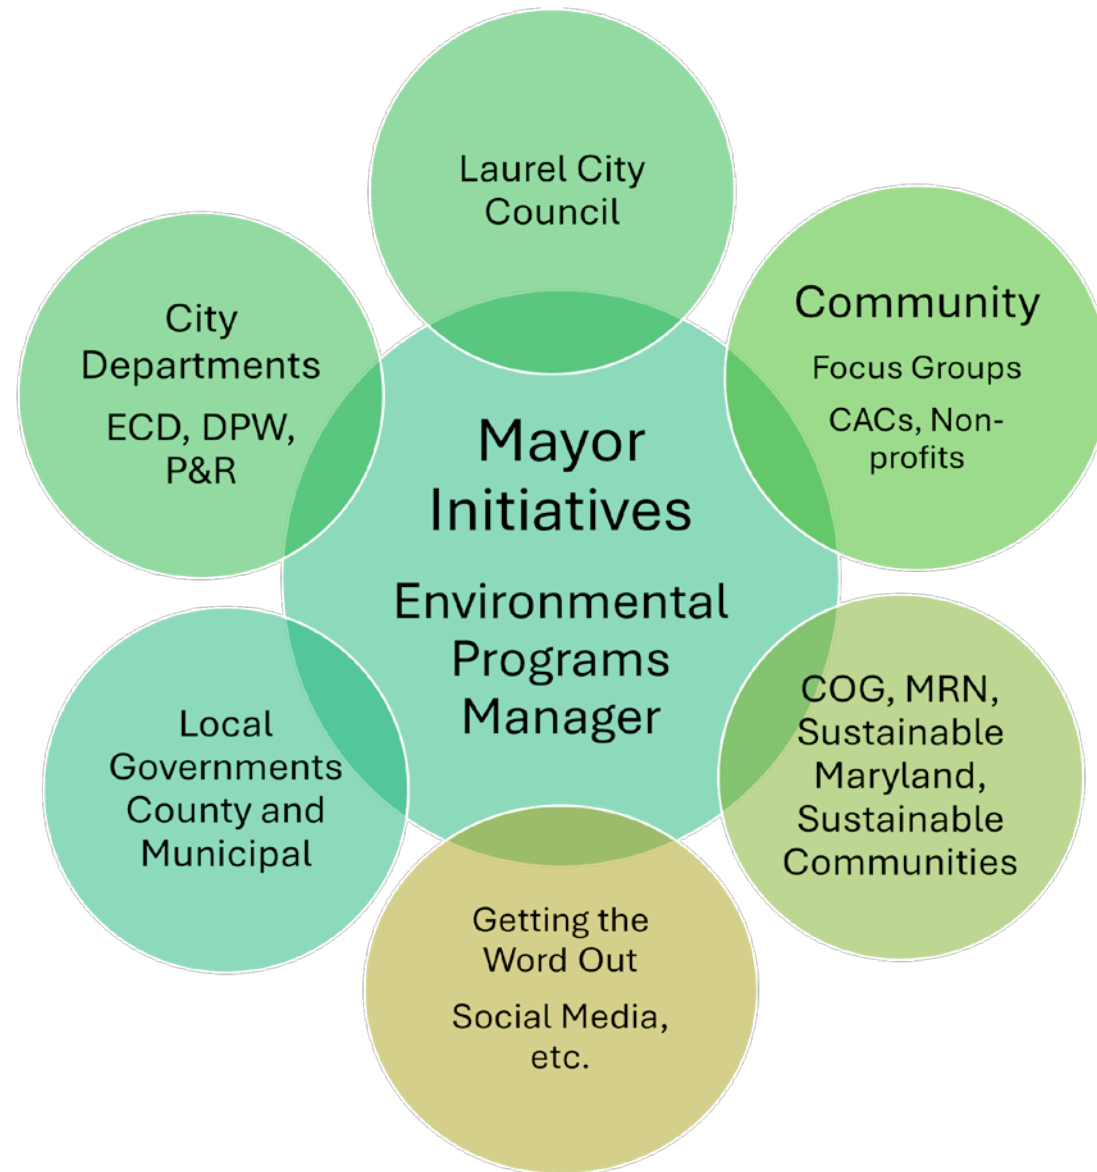 Laurel City
Council
Community
Focus Groups
CACs, Non-
profits
COG, MRN,
Sustainable
Maryland,
Sustainable
Communities
Getting the
Word Out
Social Media,
etc.
Local
Governments
County and
Municipal
City
Departments
ECD, DPW,
P&R
Mayor
Initiatives
Environmental
Programs
Manager